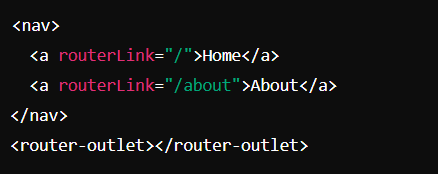 <nav>
  <a routerLink="/">Home</a>
  <a routerLink="/about">About</a>
</nav>
<router-outlet></router-outlet>